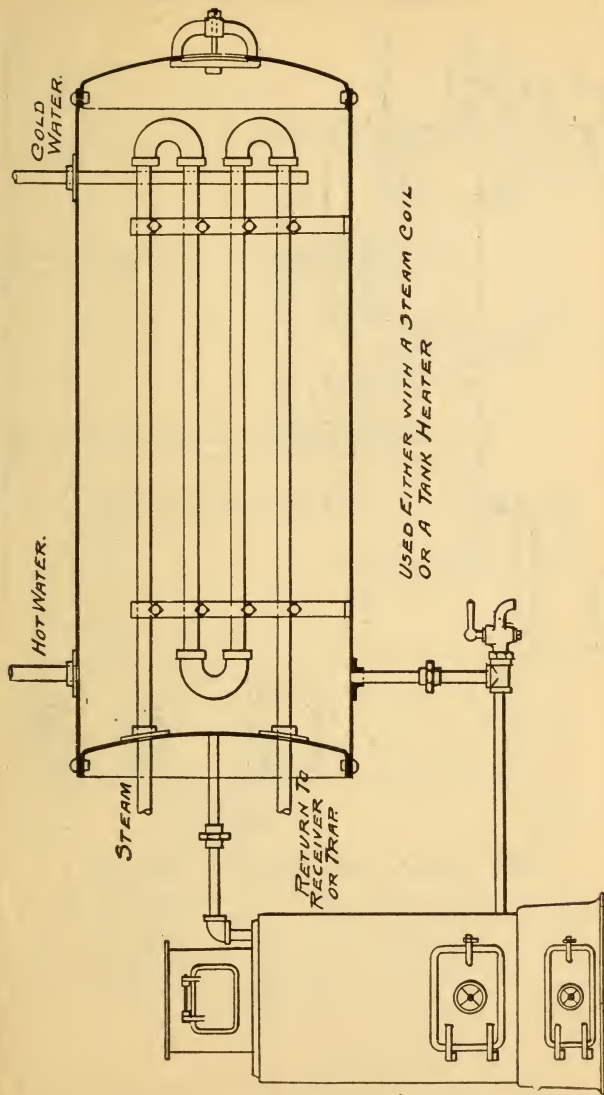 COLD
WATER.
HOT WATER.
USED EITHER WITH A STEAM COIL
OR A TANK HEATER
STEAM
RETURN TO
RECEIVER
OR TRAP.